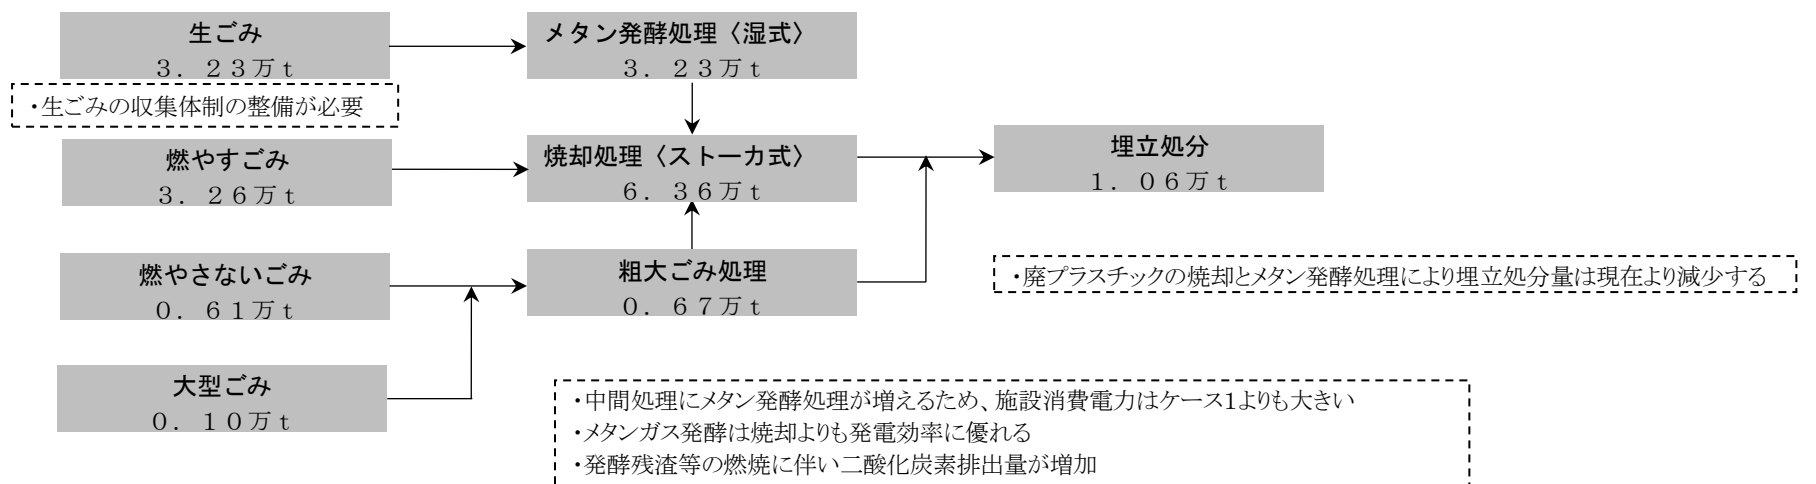 生ごみ
3．23万t
・生ごみの収集体制の整備が必要
メタン発酵処理〈湿式〉
3．23万t
燃やすごみ
3．26万t
焼却処理〈ストーカ式〉
6．36万t
埋立処分
1．06万t
燃やさないごみ
0．61万t
粗大ごみ処理
0．67万t
・廃プラスチックの焼却とメタン発酵処理により埋立処分量は現在より減少する
大型ごみ
0．10万t
・中間処理にメタン発酵処理が増えるため、施設消費電力はケース1よりも大きい
・メタンガス発酵は焼却よりも発電効率に優れる
・発酵残渣等の燃焼に伴い二酸化炭素排出量が増加